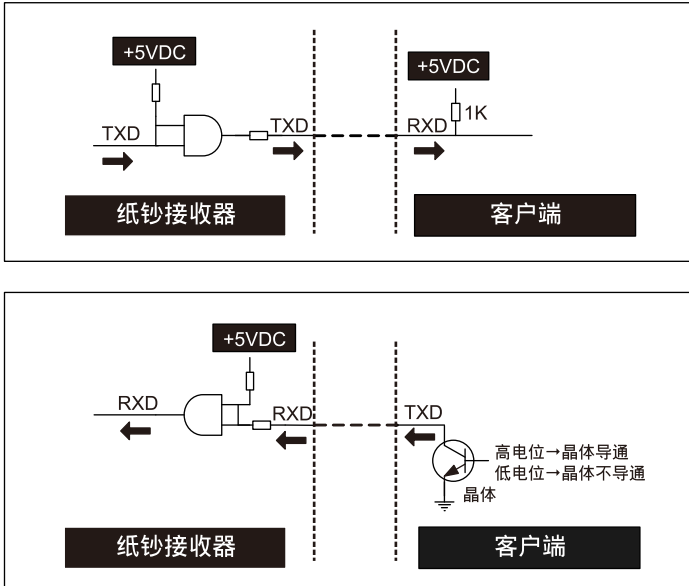 +5VDC
+5VDC
1K
TXD
TXD
RXD
纸钞接收器
客户端
+5VDC
RXD
RXD
TXD
高电位→晶体导通
低电位→晶体不导通
晶体
纸钞接收器
客户端